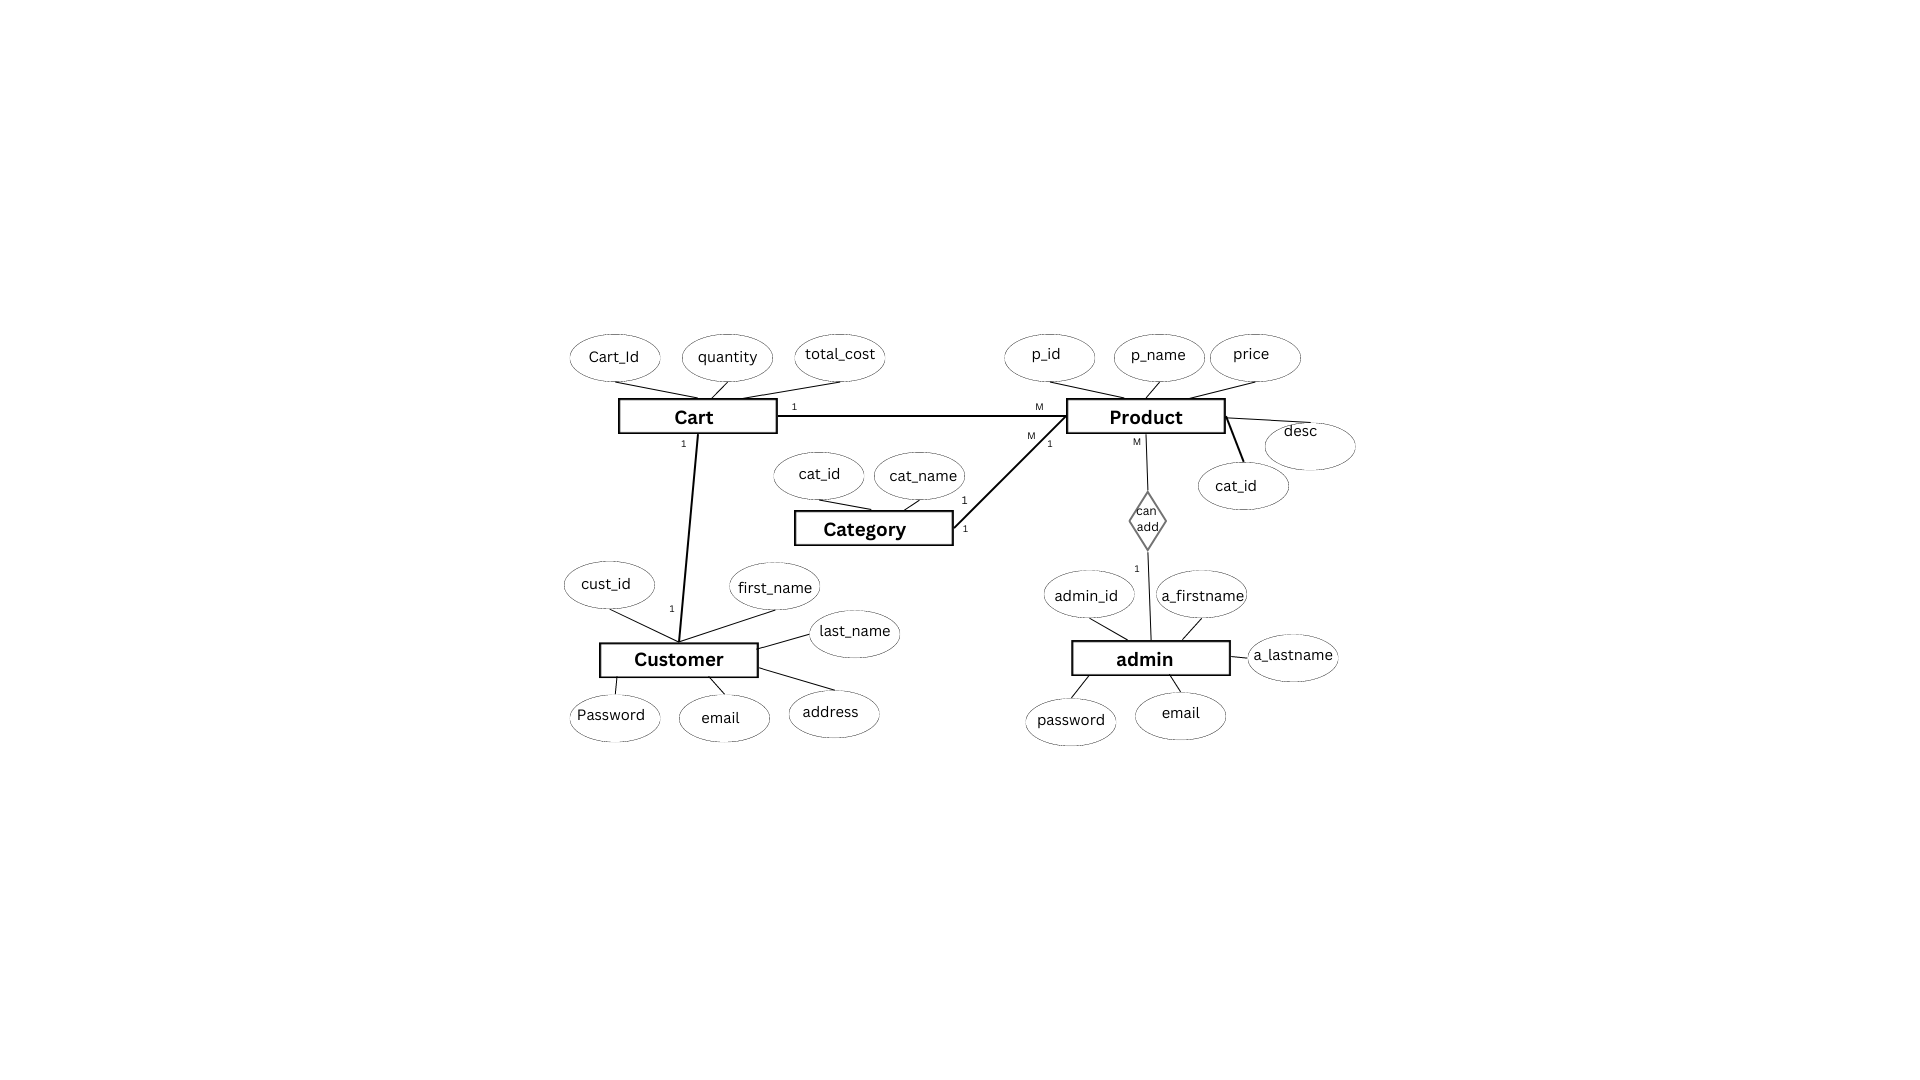 Cart_Id
quantity
total_cost
p_id
p_name
price
Cart
1
M
Product
desc
1
M
1
M
cat_id
cat_name
cat_id
1
Category
1
can
add
1
cust_id
first_name
admin_id
a_firstname
1
last_name
Customer
admin
a_lastname
Password
email
address
password
email